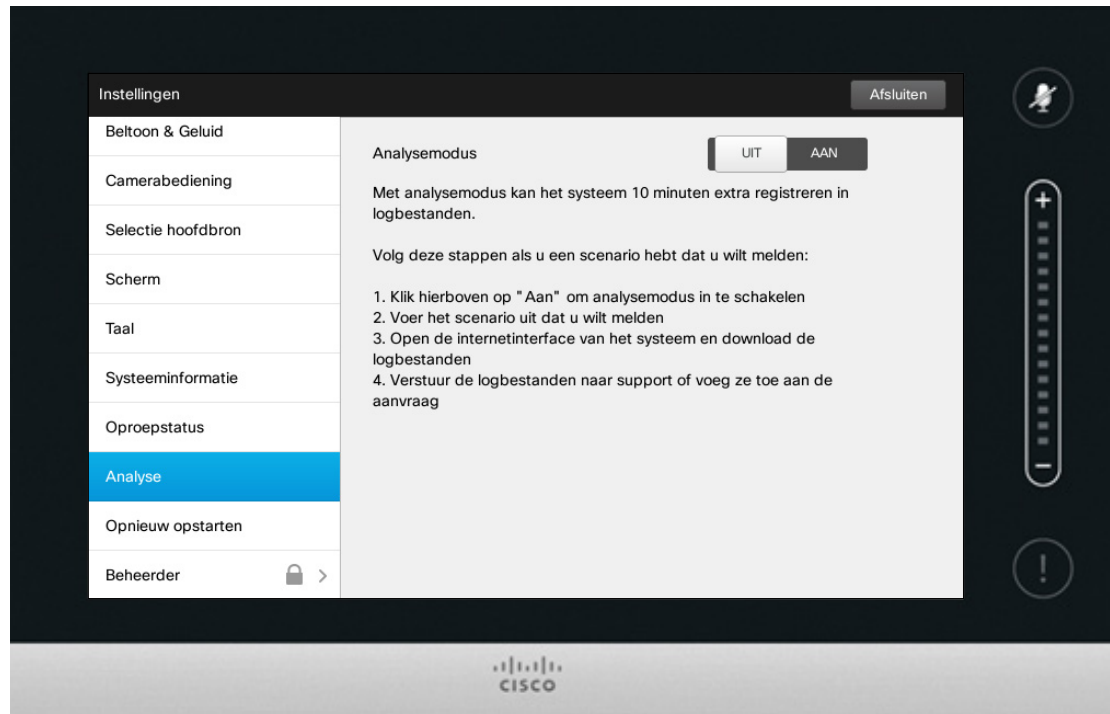 Instellingen
Afsluiten
Beltoon & Geluid
Camerabediening
Selectie hoofdbron
Scherm
Taal
Systeeminformatie
Oproepstatus
Analyse
Opnieuw opstarten
Beheerder
Analysemodus
UIT
AAN
Met analysemodus kan het systeem 10 minuten extra registreren in
logbestanden.
Volg deze stappen als u een scenario hebt dat u wilt melden:
1. Klik hierboven op "Aan" om analysemodus in te schakelen
2. Voer het scenario uit dat u wilt melden
3. Open de internetinterface van het systeem en download de
logbestanden
4. Verstuur de logbestanden naar support of voeg ze toe aan de
aanvraag
+
−
!
CISCO